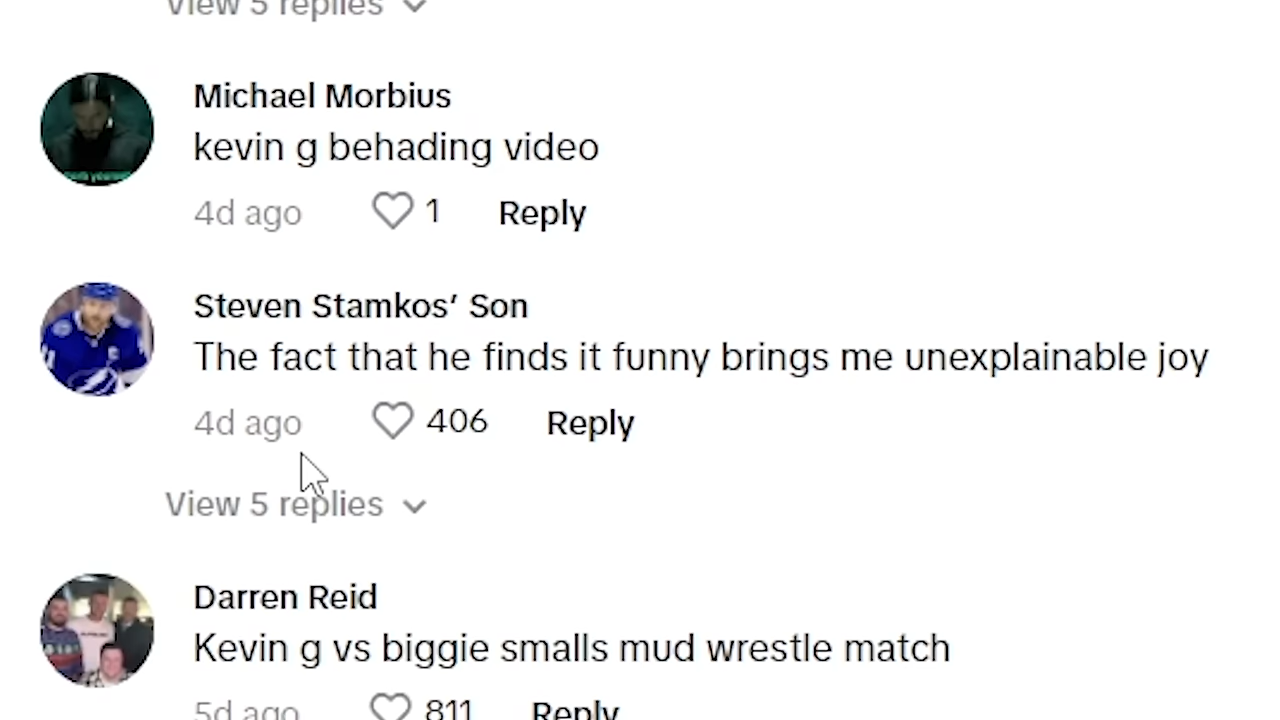 View 5 replies
Michael Morbius
kevin g behading video
4d ago 1 Reply
Steven Stamkos’ Son
The fact that he finds it funny brings me unexplainable joy
4d ago 406 Reply
View 5 replies
Darren Reid
Kevin g vs biggie smalls mud wrestle match
5d ago 811 Reply